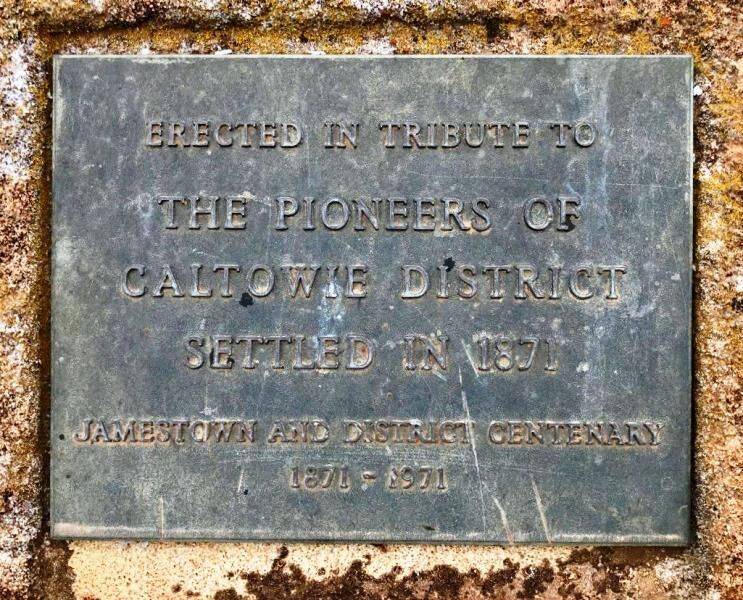 ERECTED IN TRIBUTE TO
THE PIONEERS OF
CALTOWIE DISTRICT
SETTLED IN 1871
JAMESTOWN AND DISTRICT CENTENARY
1871 - 1971